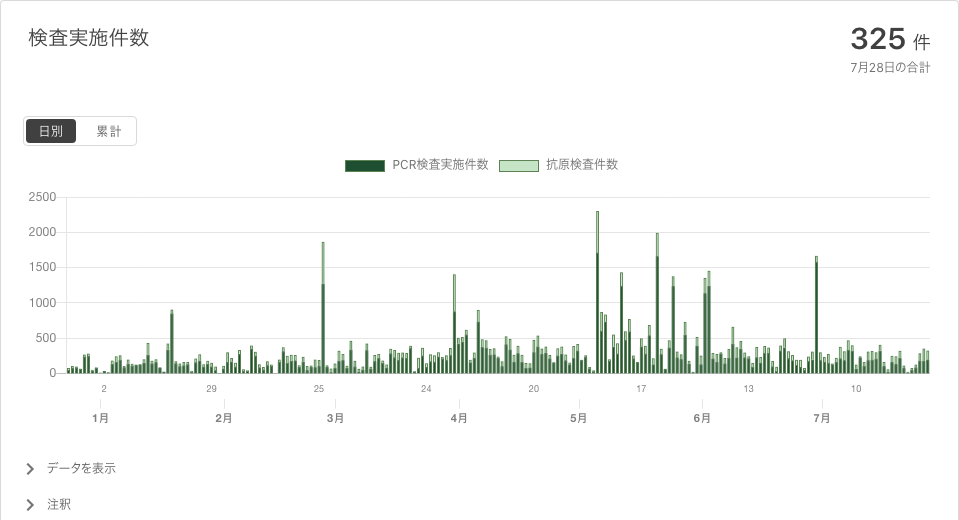 検査実施件数
325 件
7月28日の合計
日別 累計
PCR検査実施件数 抗原検査件数
2500
2000
1500
1000
500
0
2 29 25 24 20 17 13 10
1月 2月 3月 4月 5月 6月 7月
データを表示
注釈